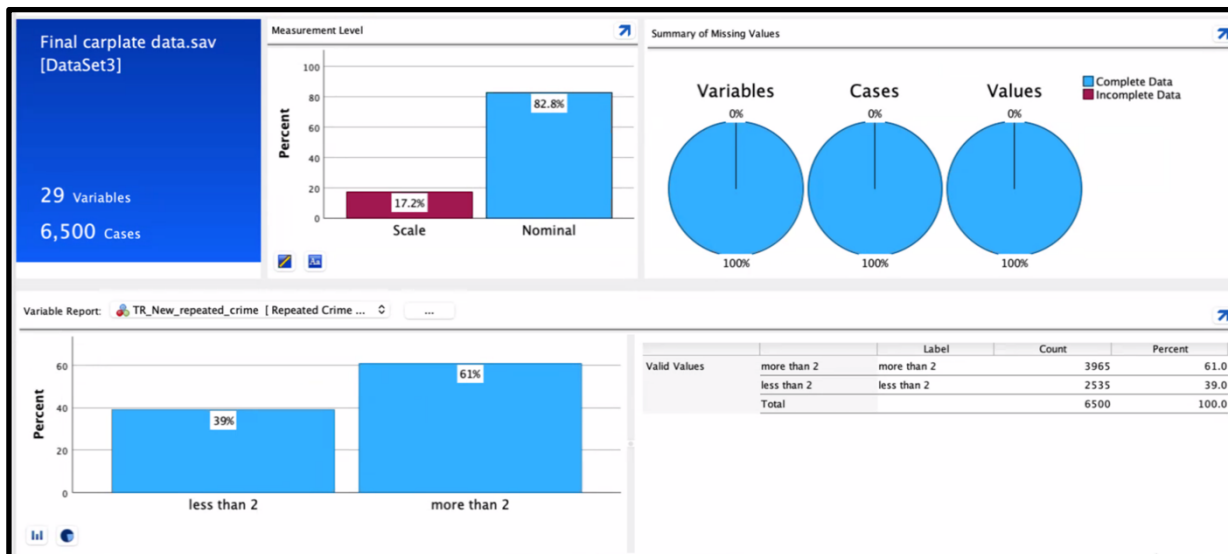 Final carplate data.sav
[DataSet3]
29 Variables
6,500 Cases
Measurement Level
Percent
100
80
60
40
20
0
17.2%
82.8%
Scale
Nominal
Aa
Summary of Missing Values
Variables
Cases
Values
0%
0%
0%
100%
100%
100%
Complete Data
Incomplete Data
Variable Report: TR_New_repeated_crime [ Repeated Crime ...
...
Percent
60
40
20
0
39%
61%
less than 2
more than 2
Label Count Percent
Valid Values more than 2 more than 2 3965 61.0
less than 2 less than 2 2535 39.0
Total 6500 100.0